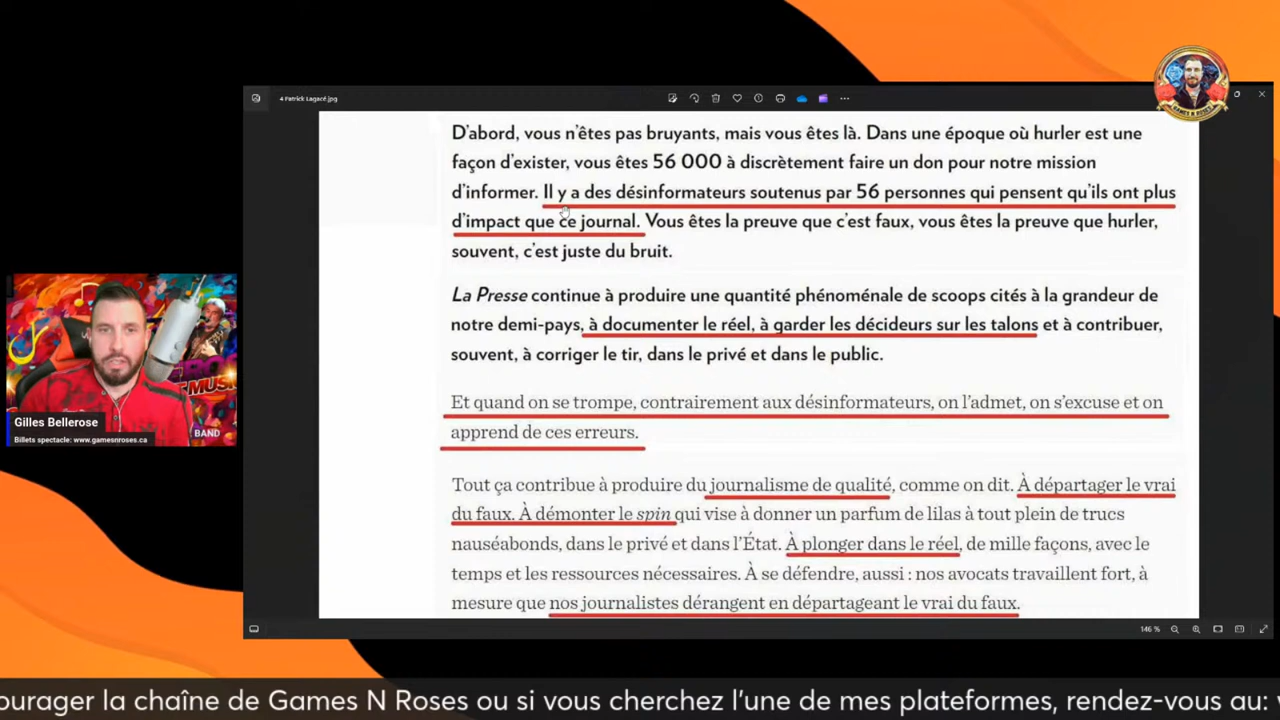 4 Patrick Lagacé.jpg
GAMES N ROSES
D'abord, vous n'êtes pas bruyants, mais vous êtes là. Dans une époque où hurler est une
façon d'exister, vous êtes 56 000 à discrètement faire un don pour notre mission
d'informer. Il y a des désinformateurs soutenus par 56 personnes qui pensent qu'ils ont plus
d'impact que ce journal. Vous êtes la preuve que c'est faux, vous êtes la preuve que hurler,
souvent, c'est juste du bruit.
La Presse continue à produire une quantité phénoménale de scoops cités à la grandeur de
notre demi-pays, à documenter le réel, à garder les décideurs sur les talons et à contribuer,
souvent, à corriger le tir, dans le privé et dans le public.
Et quand on se trompe, contrairement aux désinformateurs, on l'admet, on s'excuse et on
apprend de ces erreurs.
Tout ça contribue à produire du journalisme de qualité, comme on dit. À départager le vrai
du faux. À démonter le spin qui vise à donner un parfum de lilas à tout plein de trucs
nauséabonds, dans le privé et dans l'État. À plonger dans le réel, de mille façons, avec le
temps et les ressources nécessaires. À se défendre, aussi : nos avocats travaillent fort, à
mesure que nos journalistes dérangent en départageant le vrai du faux.
Gilles Bellerose
Billets spectacle: www.gamesnroses.ca
BAND
146 %
ourager la chaîne de Games N Roses ou si vous cherchez l'une de mes plateformes, rendez-vous au: